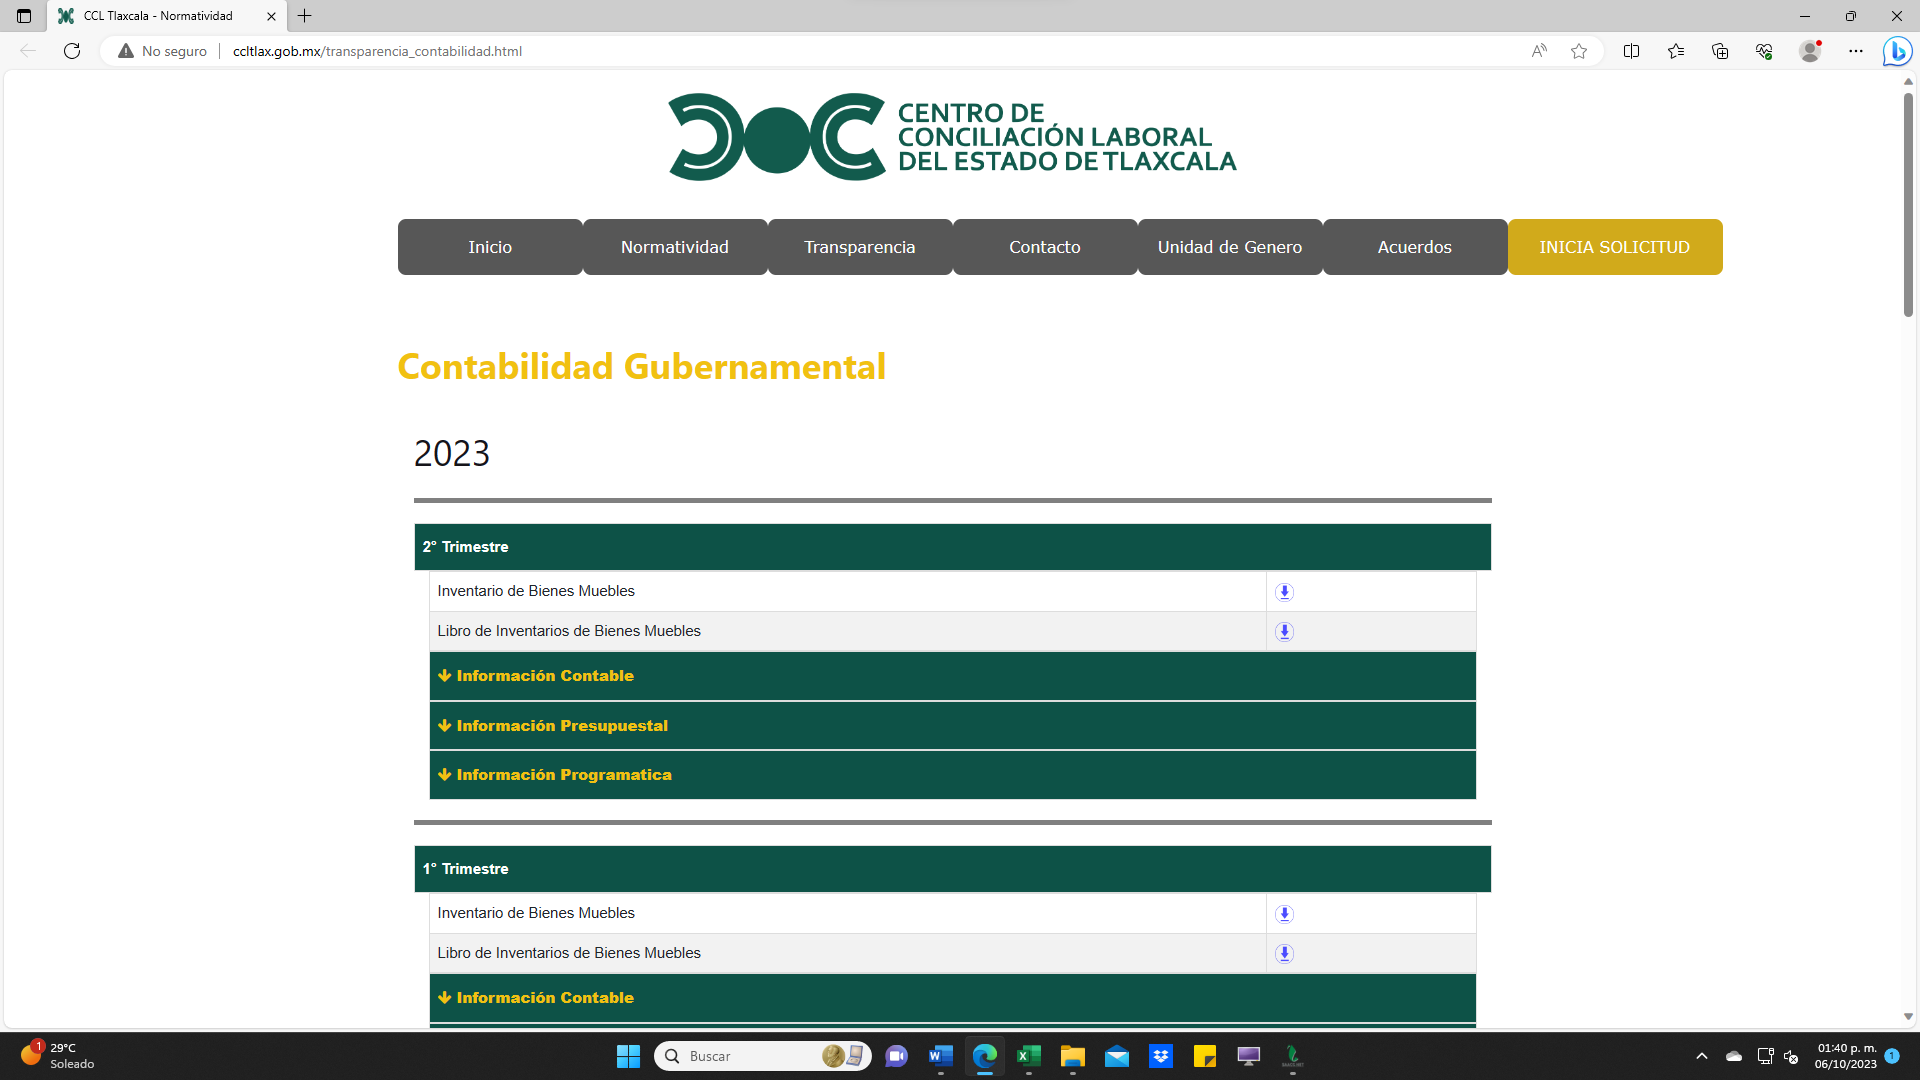 CCL Tlaxcala - Normatividad
No seguro
ccltlax.gob.mx/transparencia_contabilidad.html
CENTRO DE
CONCILIACIÓN LABORAL
DEL ESTADO DE TLAXCALA
Inicio
Normatividad
Transparencia
Contacto
Unidad de Genero
Acuerdos
INICIA SOLICITUD
Contabilidad Gubernamental
2023
2° Trimestre
Inventario de Bienes Muebles
Libro de Inventarios de Bienes Muebles
Información Contable
Información Presupuestal
Información Programatica
1° Trimestre
Inventario de Bienes Muebles
Libro de Inventarios de Bienes Muebles
Información Contable
1
29°C
Soleado
Buscar
01:40 p. m.
06/10/2023
1